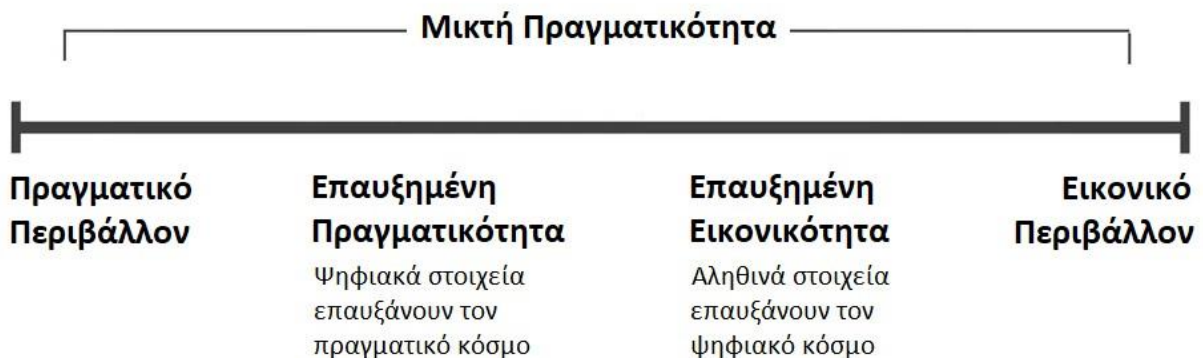 Μικτή Πραγματικότητα
Πραγματικό
Περιβάλλον
Επαυξημένη
Πραγματικότητα
Ψηφιακά στοιχεία
επαυξάνουν τον
πραγματικό κόσμο
Επαυξημένη
Εικονικότητα
Αληθινά στοιχεία
επαυξάνουν τον
ψηφιακό κόσμο
Εικονικό
Περιβάλλον